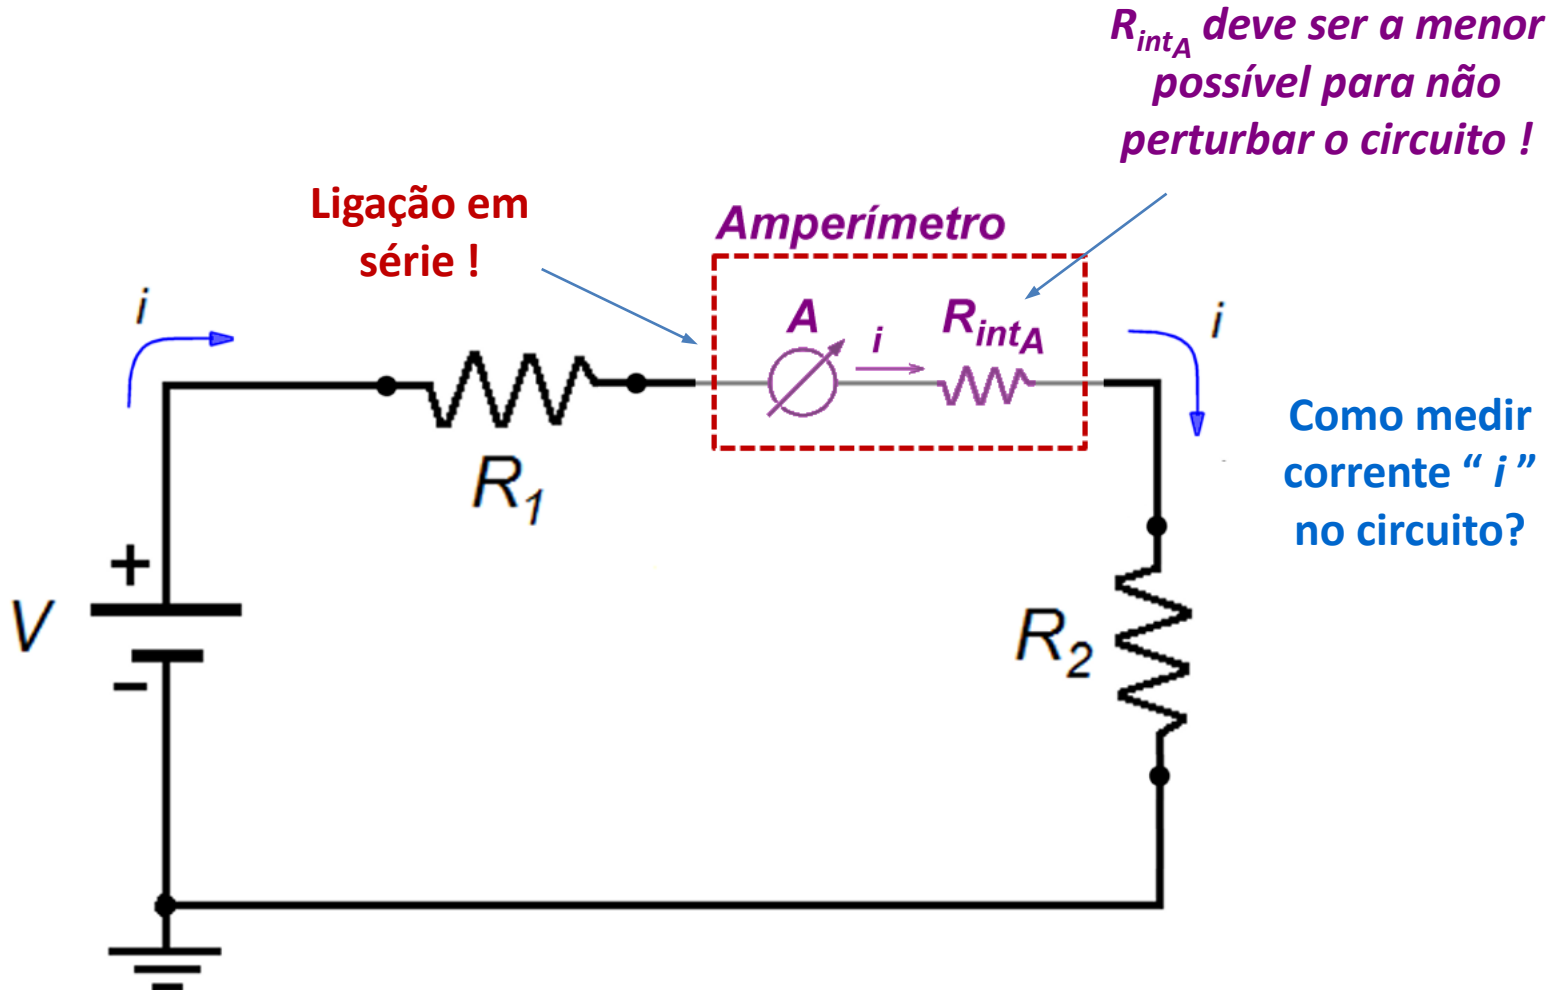 R_intA deve ser a menor
possível para não
perturbar o circuito !
Ligação em
série !
Amperímetro
i
A
i
R_intA
i
R1
Como medir
corrente “ i ”
no circuito?
+
V
−
R2